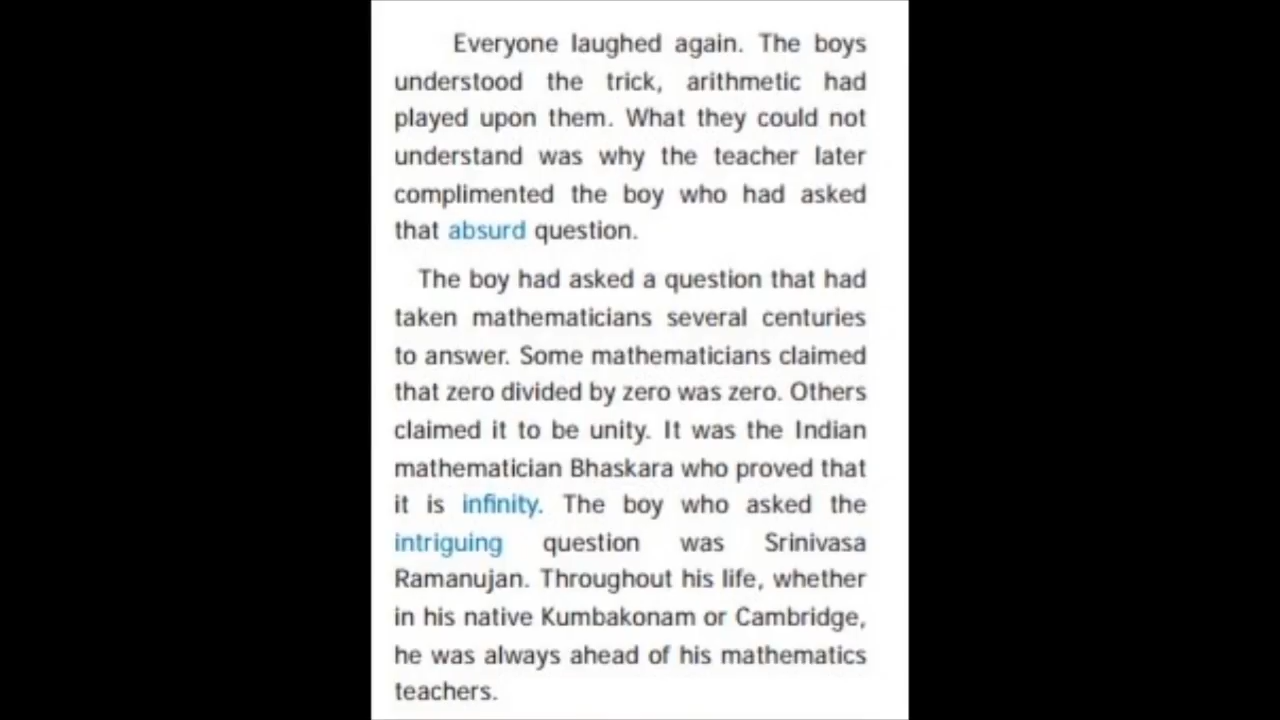 Everyone laughed again. The boys
understood the trick, arithmetic had
played upon them. What they could not
understand was why the teacher later
complimented the boy who had asked
that absurd question.
The boy had asked a question that had
taken mathematicians several centuries
to answer. Some mathematicians claimed
that zero divided by zero was zero. Others
claimed it to be unity. It was the Indian
mathematician Bhaskara who proved that
it is infinity. The boy who asked the
intriguing question was Srinivasa
Ramanujan. Throughout his life, whether
in his native Kumbakonam or Cambridge,
he was always ahead of his mathematics
teachers.